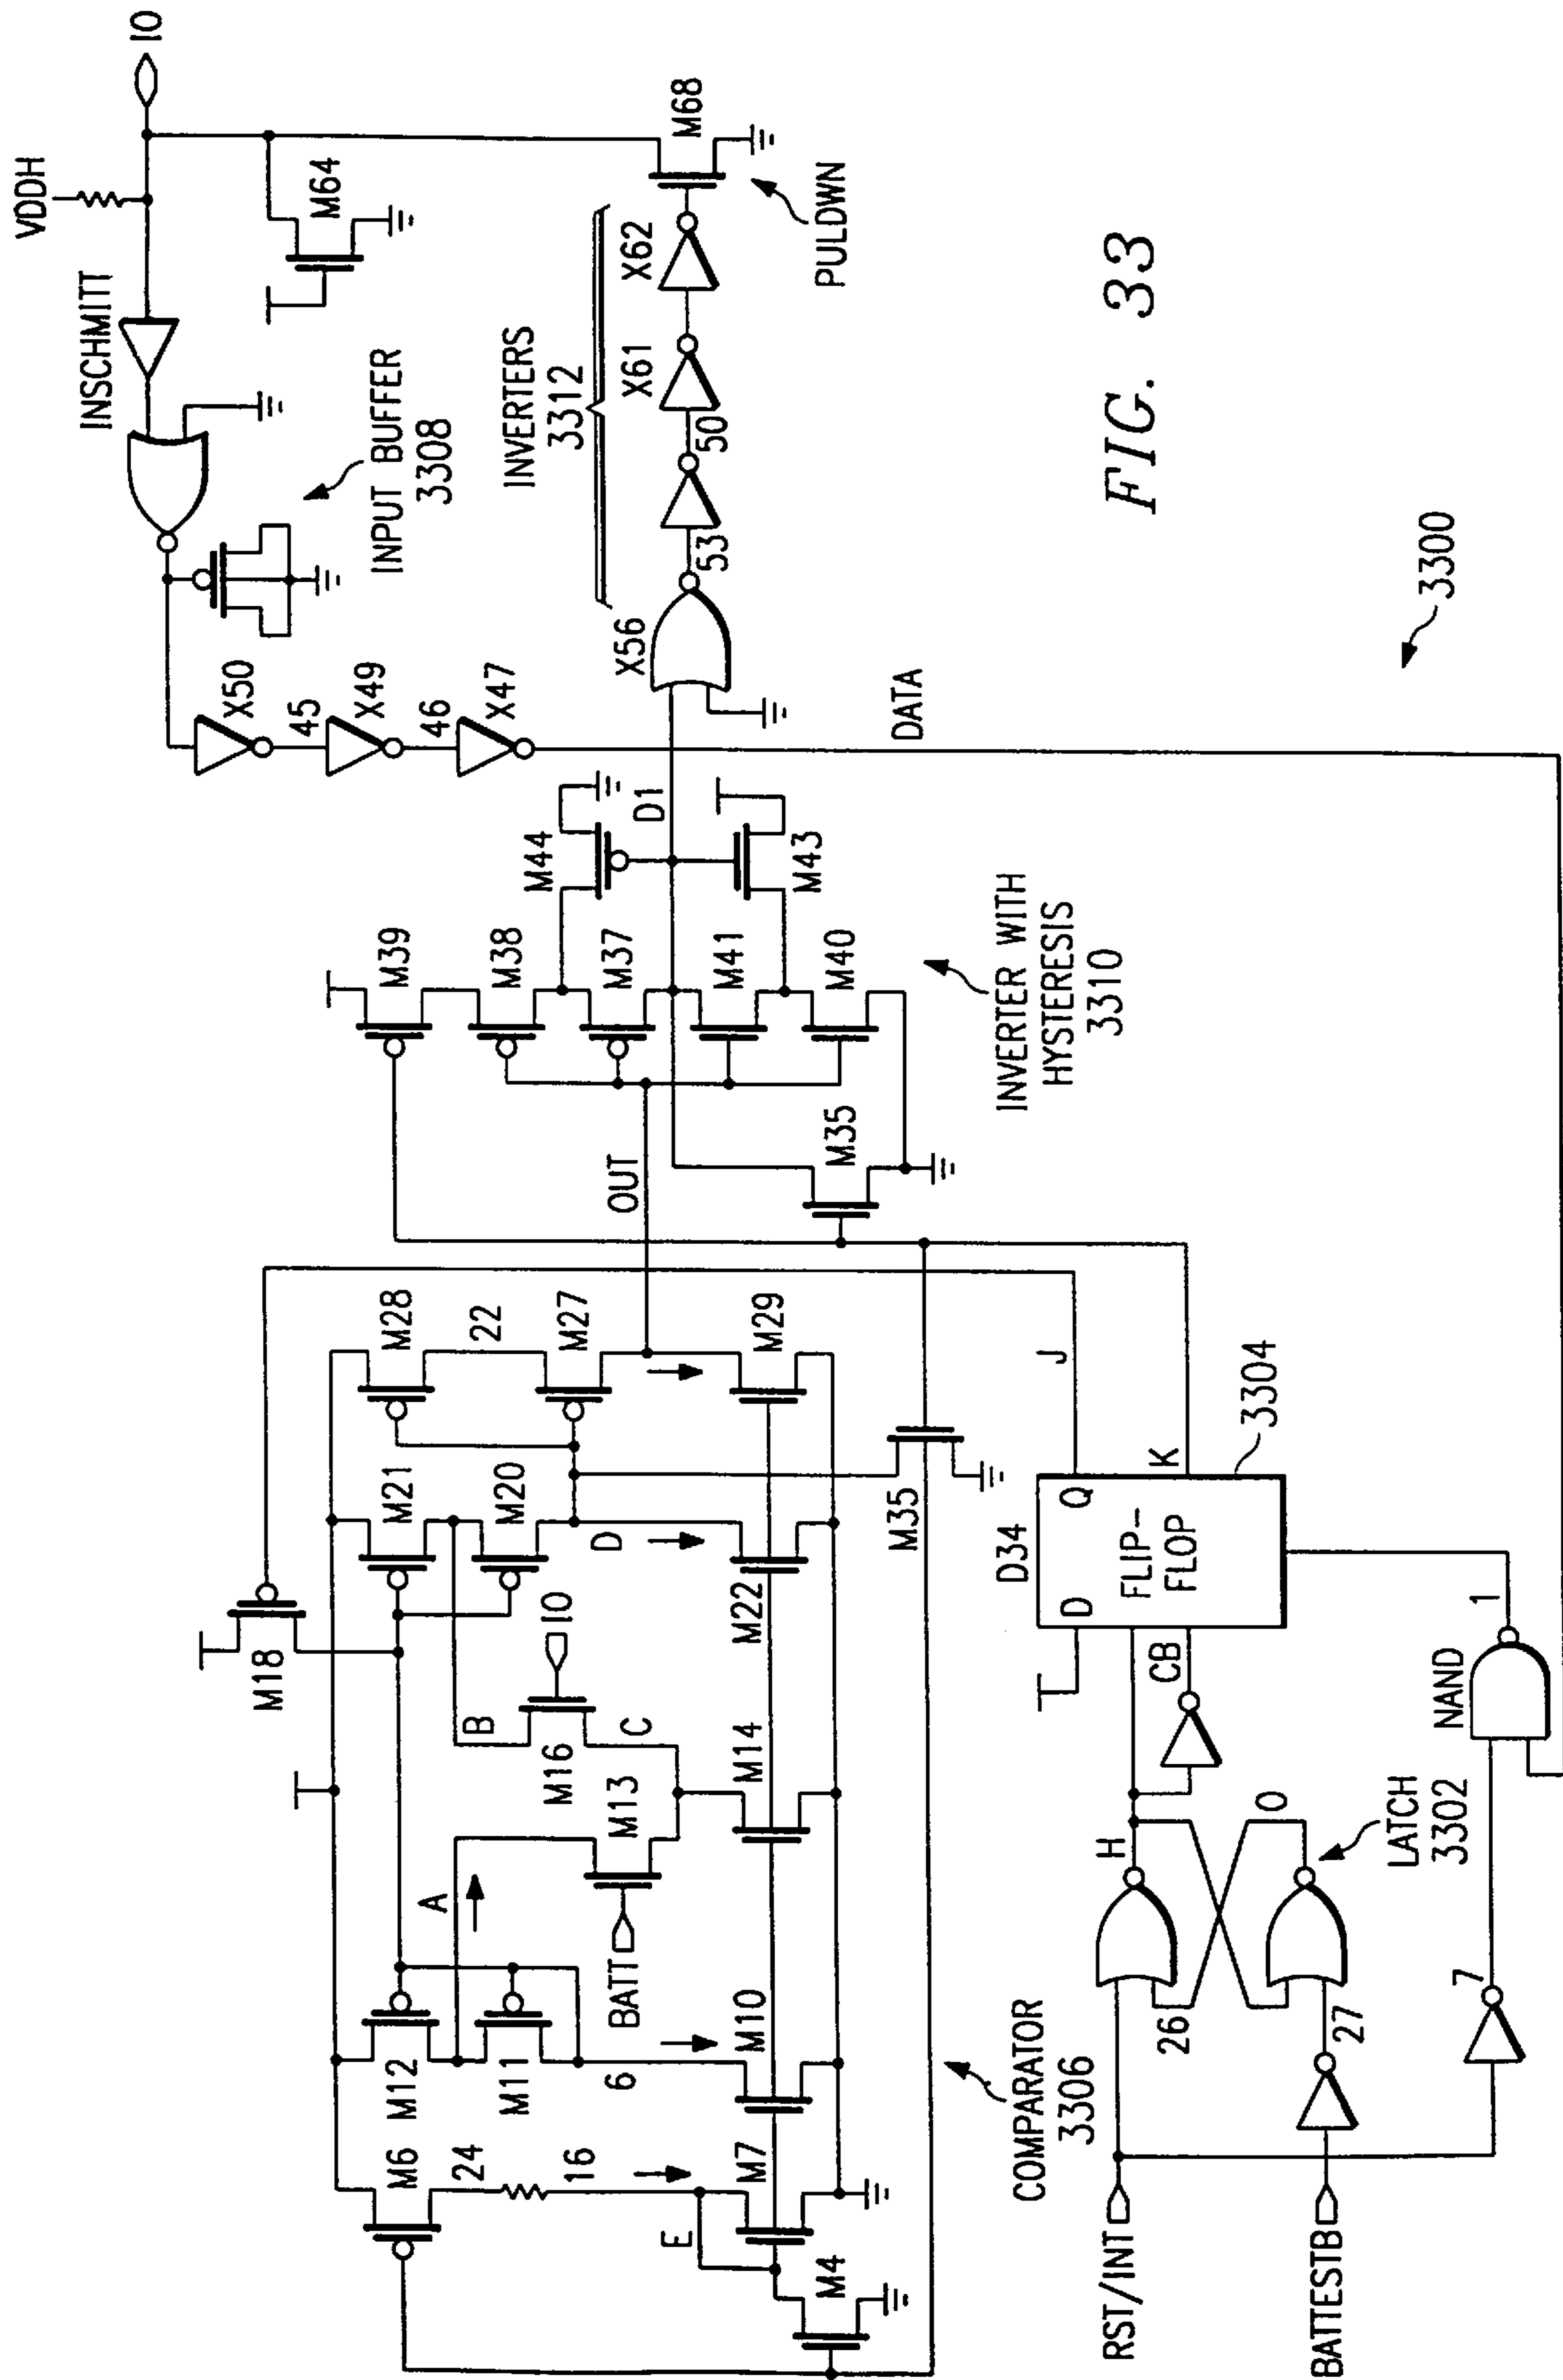 VDDH
IO
INSCHMITT
M64
INPUT BUFFER
3308
X50
45
X49
46
X47
DATA
INVERTERS
3312
X56
53
50
X61
X62
M68
PULDWN
M39
M38
M44
M37
D1
M41
M43
M40
M35
INVERTER WITH
HYSTERESIS
3310
OUT
M18
M6
24
16
E
M7
M4
M12
M11
6
M10
A
BATT
M13
B
M16
IO
C
M14
M21
M20
D
M22
M28
22
M27
M29
M35
COMPARATOR
3306
J
K
D34
D
Q
FLIP-
FLOP
3304
CB
H
O
26
27
LATCH
3302
RST/INT
BATTESTB
7
NAND
1
3300
FIG. 33